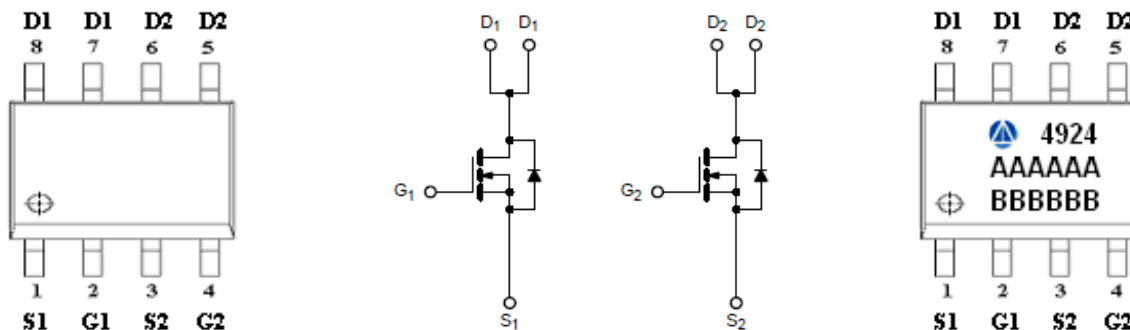 D1 D1 D2 D2
8 7 6 5
1 2 3 4
S1 G1 S2 G2
D1 D1
G1
S1
D2 D2
G2
S2
D1 D1 D2 D2
8 7 6 5
4924
AAAAAA
BBBBBB
1 2 3 4
S1 G1 S2 G2